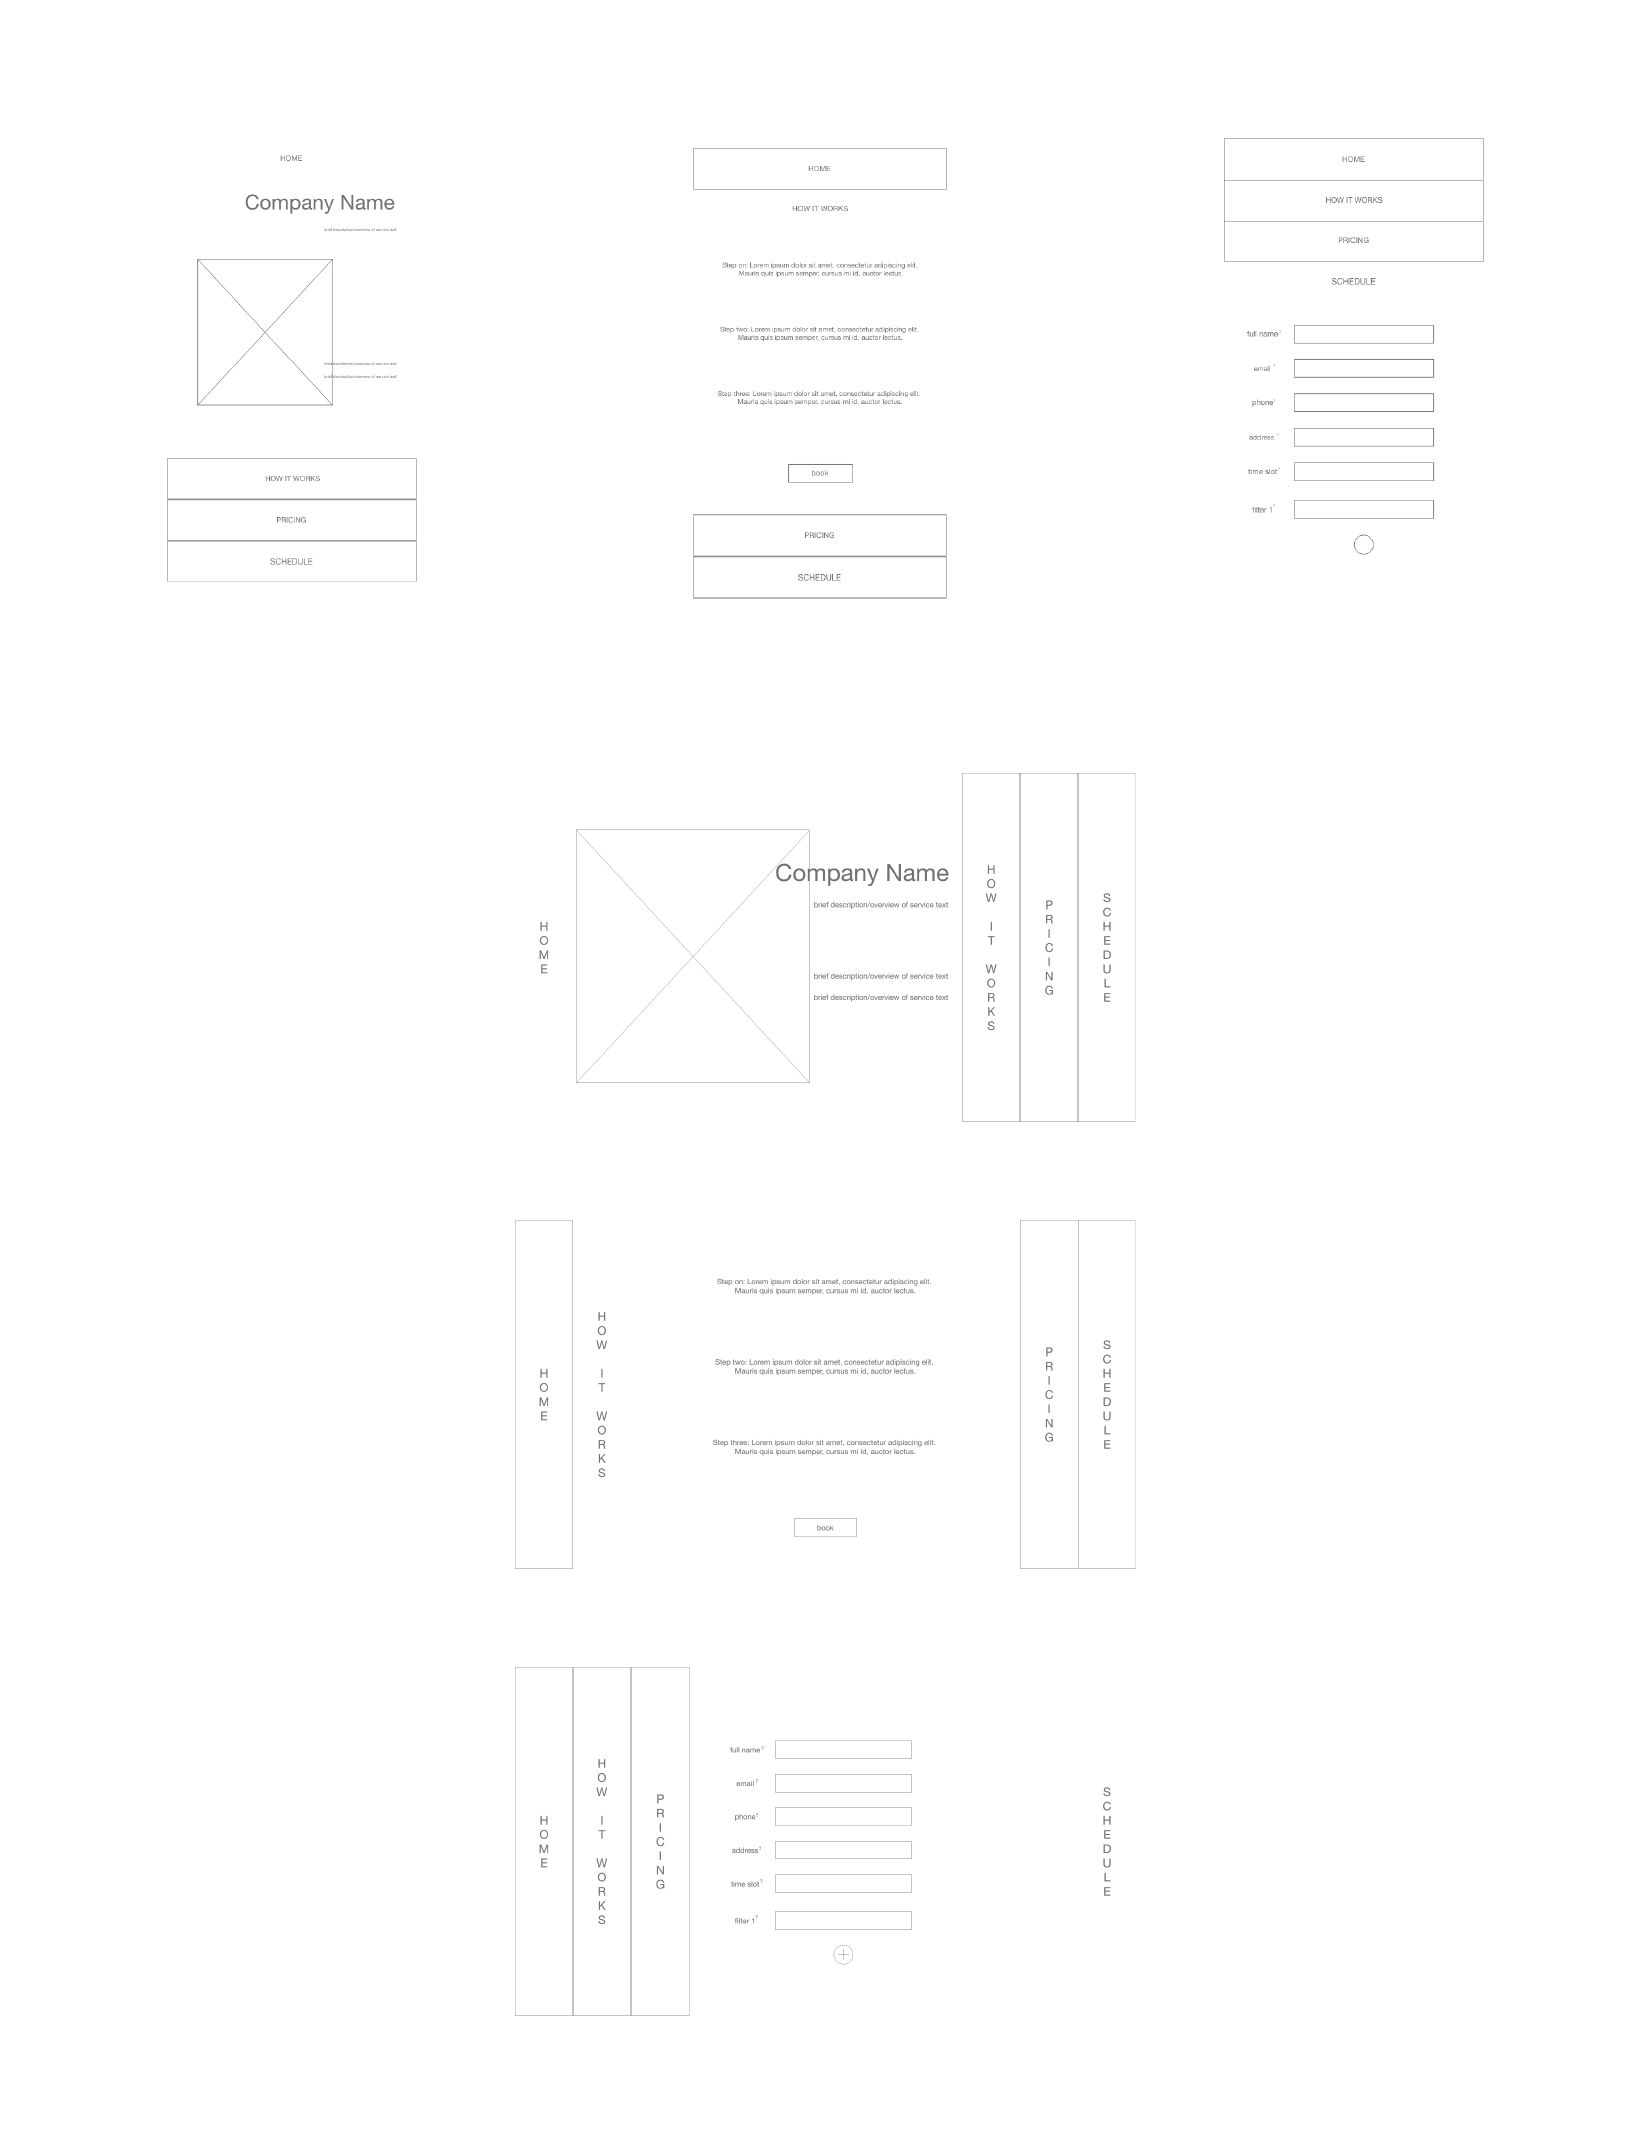 HOME
Company Name
brief description/overview of service text
brief description/overview of service text
brief description/overview of service text
HOW IT WORKS
PRICING
SCHEDULE
HOME
HOW IT WORKS
Step on: Lorem ipsum dolor sit amet, consectetur adipiscing elit.
Mauris quis ipsum semper, cursus mi id, auctor lectus.
Step two: Lorem ipsum dolor sit amet, consectetur adipiscing elit.
Mauris quis ipsum semper, cursus mi id, auctor lectus.
Step three: Lorem ipsum dolor sit amet, consectetur adipiscing elit.
Mauris quis ipsum semper, cursus mi id, auctor lectus.
book
PRICING
SCHEDULE
HOME
HOW IT WORKS
PRICING
SCHEDULE
full name?
email ?
phone?
address ?
time slot?
filter 1?
HOME
Company Name
brief description/overview of service text
brief description/overview of service text
brief description/overview of service text
HOW IT WORKS
PRICING
SCHEDULE
HOME
HOW IT WORKS
Step on: Lorem ipsum dolor sit amet, consectetur adipiscing elit.
Mauris quis ipsum semper, cursus mi id, auctor lectus.
Step two: Lorem ipsum dolor sit amet, consectetur adipiscing elit.
Mauris quis ipsum semper, cursus mi id, auctor lectus.
Step three: Lorem ipsum dolor sit amet, consectetur adipiscing elit.
Mauris quis ipsum semper, cursus mi id, auctor lectus.
book
PRICING
SCHEDULE
HOME
HOW IT WORKS
PRICING
full name?
email?
phone?
address?
time slot?
filter 1?
SCHEDULE